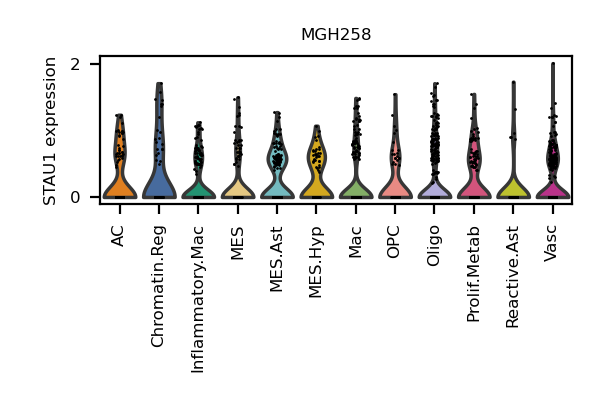 MGH258
STAU1 expression
2
0
AC
Chromatin.Reg
Inflammatory.Mac
MES
MES.Ast
MES.Hyp
Mac
OPC
Oligo
Prolif.Metab
Reactive.Ast
Vasc